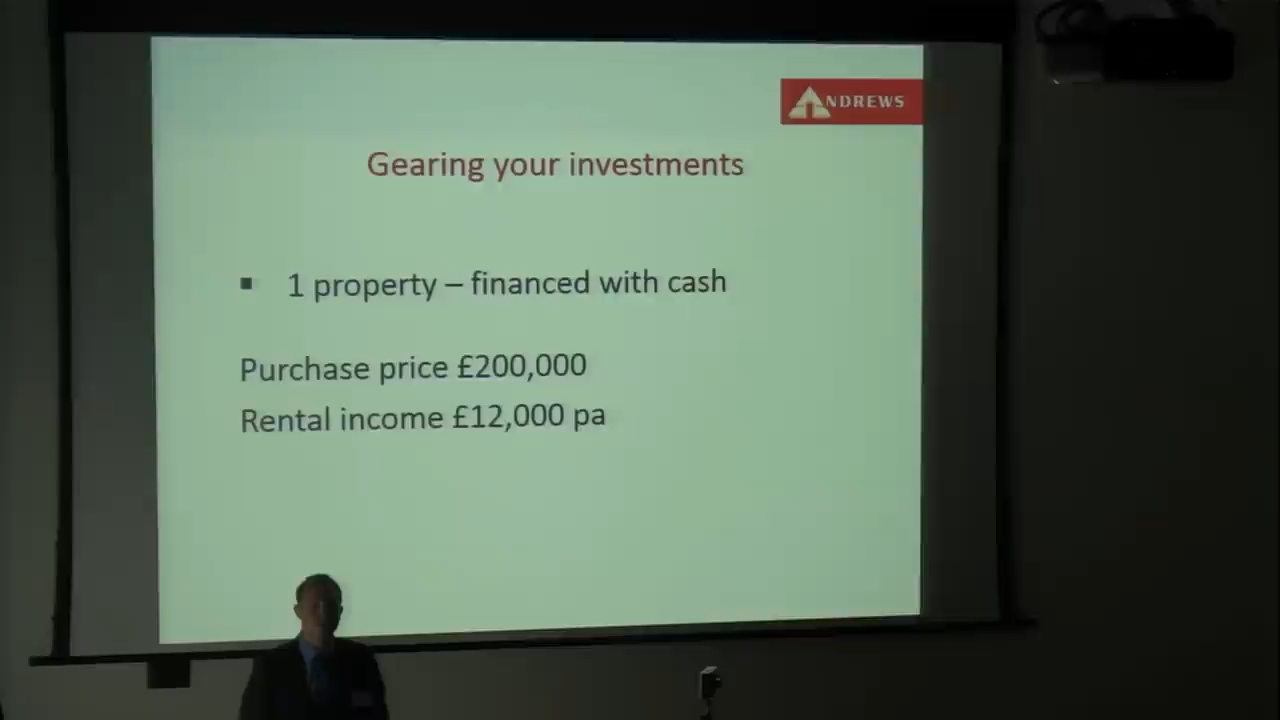 ANDREWS
Gearing your investments
▪ 1 property – financed with cash
Purchase price £200,000
Rental income £12,000 pa